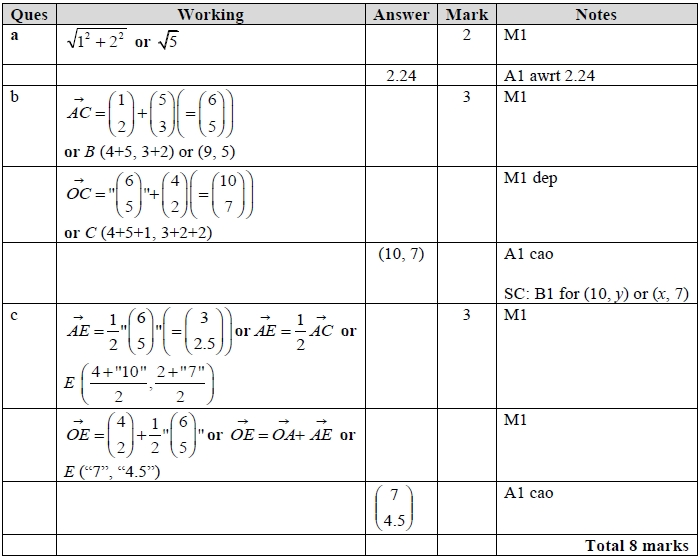 Ques Working Answer Mark Notes
a √(1² + 2²) or √5 2 M1
2.24 A1 awrt 2.24
b →AC = (1 2) + (5 3) (= (6 5)) 3 M1
or B (4+5, 3+2) or (9, 5)
→OC = "(6 5)" + (4 2) (= (10 7)) M1 dep
or C (4+5+1, 3+2+2)
(10, 7) A1 cao
SC: B1 for (10, y) or (x, 7)
c →AE = 1/2 "(6 5)" (= (3 2.5)) or →AE = 1/2 →AC or 3 M1
E ((4+"10")/2, (2+"7")/2)
→OE = (4 2) + 1/2 "(6 5)" or →OE = →OA + →AE or M1
E (“7”, “4.5”)
(7 4.5) A1 cao
Total 8 marks